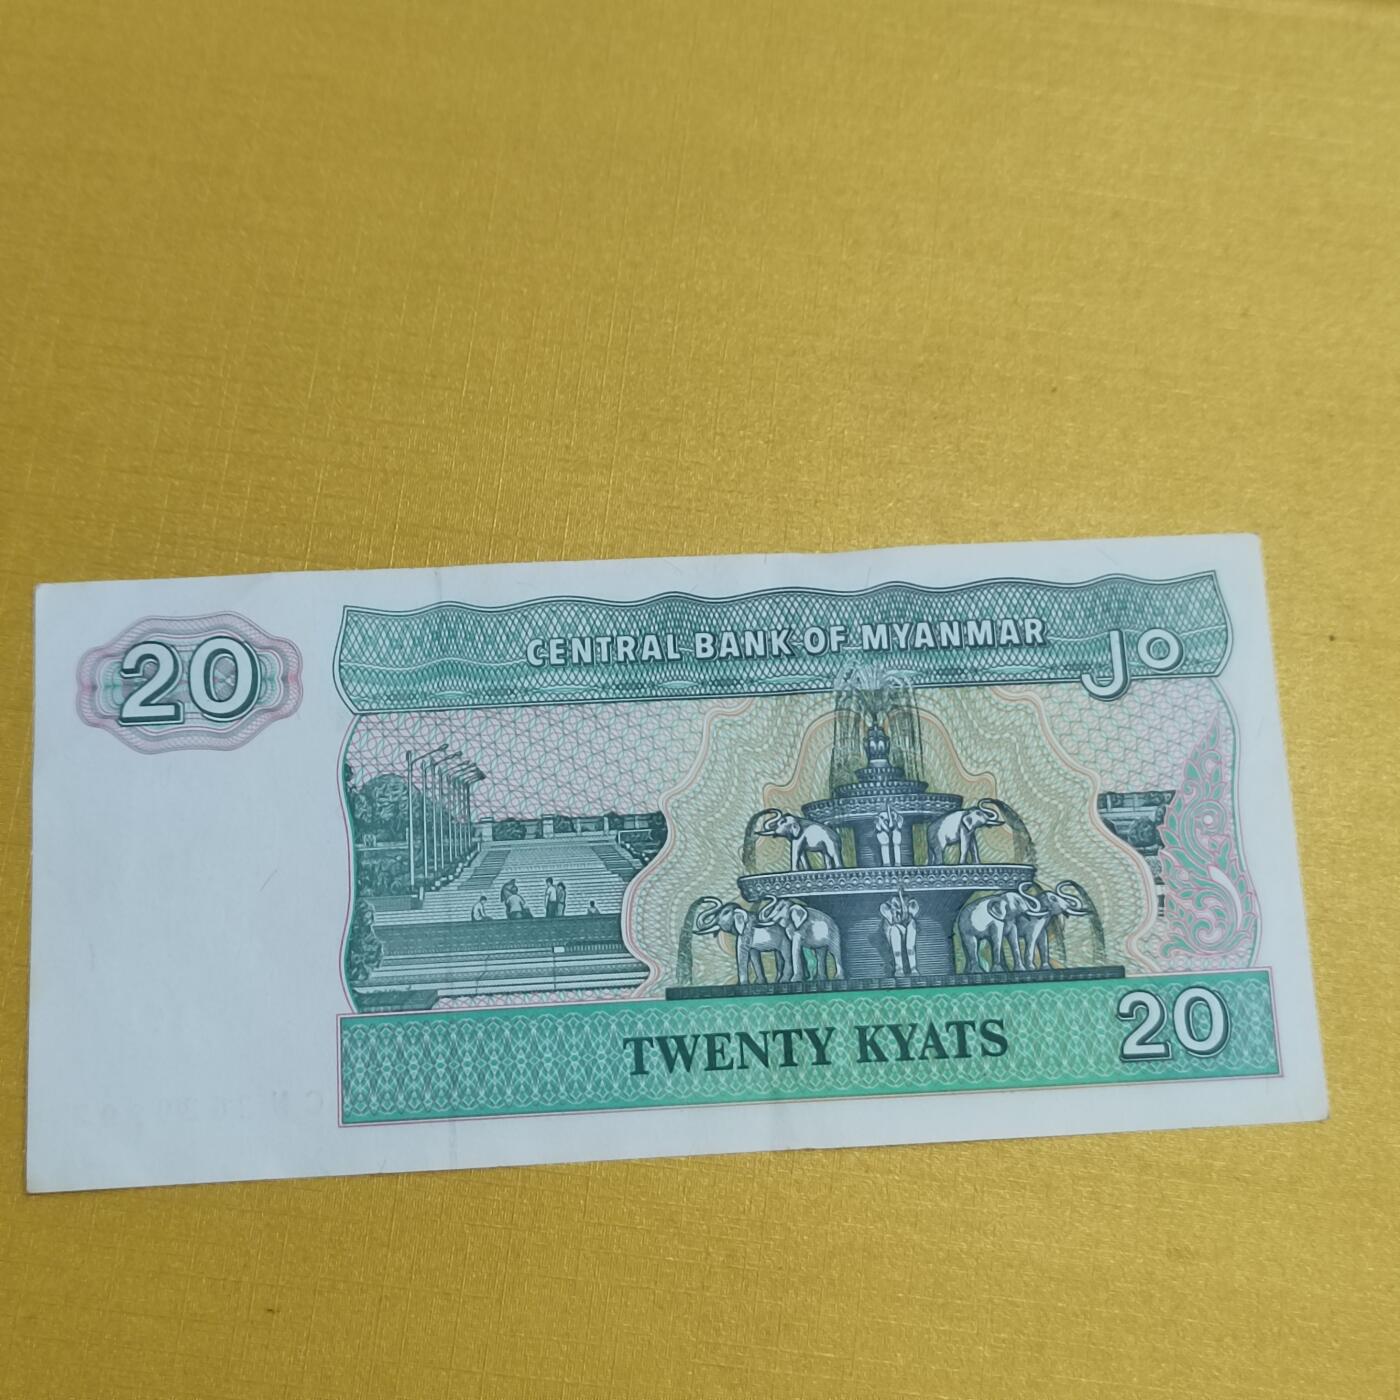 20
CENTRAL BANK OF MYANMAR
၂၀
TWENTY KYATS
20